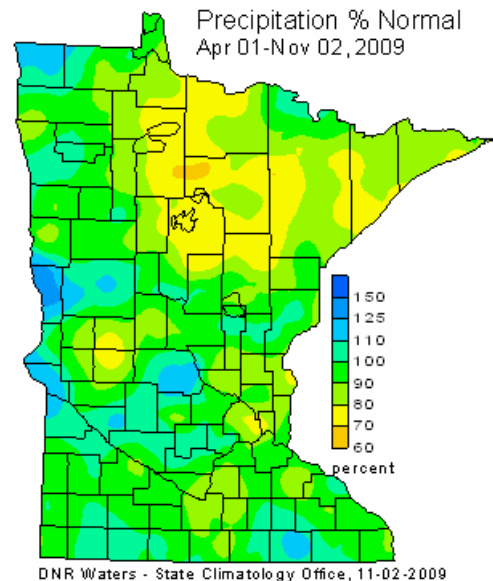 Precipitation % Normal
Apr 01-Nov 02, 2009
150
125
110
100
90
80
70
60
percent
DNR Waters - State Climatology Office, 11-02-2009